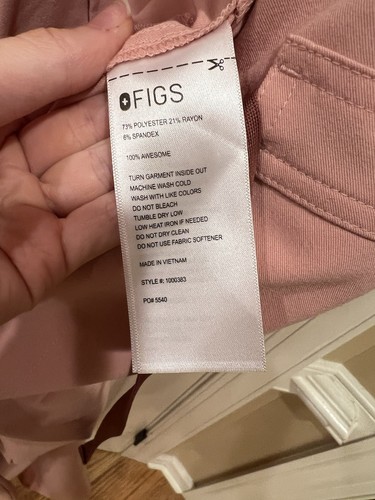 FIGS
73% POLYESTER 21% RAYON
6% SPANDEX
100% AWESOME
TURN GARMENT INSIDE OUT
MACHINE WASH COLD
WASH WITH LIKE COLORS
DO NOT BLEACH
TUMBLE DRY LOW
LOW HEAT IRON IF NEEDED
DO NOT DRY CLEAN
DO NOT USE FABRIC SOFTENER
MADE IN VIETNAM
STYLE #: 1000383
PO# 5540